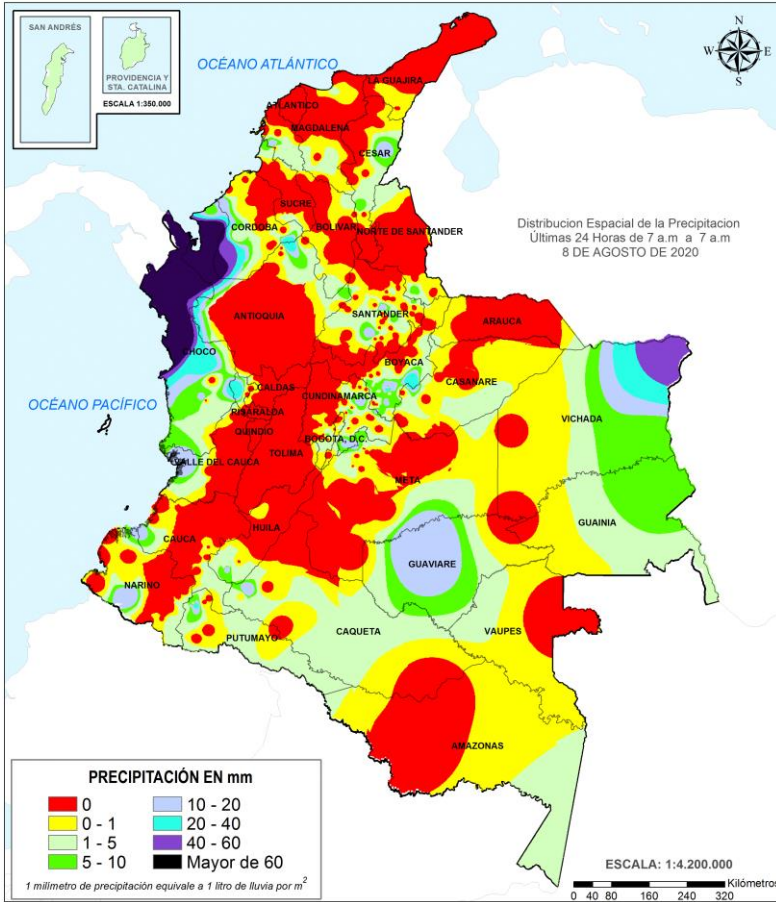 SAN ANDRÉS
PROVIDENCIA Y
STA. CATALINA
ESCALA 1:350.000
OCÉANO ATLÁNTICO
N
W
E
S
LA GUAJIRA
ATLANTICO
MAGDALENA
CESAR
SUCRE
CORDOBA
BOLIVAR
NORTE DE SANTANDER
Distribucion Espacial de la Precipitacion
Últimas 24 Horas de 7 a.m a 7 a.m
8 DE AGOSTO DE 2020
ANTIOQUIA
SANTANDER
ARAUCA
CHOCO
BOYACA
CASANARE
CALDAS
CUNDINAMARCA
OCÉANO PACÍFICO
RISARALDA
VICHADA
QUINDIO
BOGOTA, D.C.
TOLIMA
VALLE DEL CAUCA
META
GUAINIA
HUILA
CAUCA
GUAVIARE
NARIÑO
CAQUETA
VAUPES
PUTUMAYO
AMAZONAS
PRECIPITACIÓN EN mm
0
10 - 20
0 - 1
20 - 40
1 - 5
40 - 60
5 - 10
Mayor de 60
1 milímetro de precipitación equivale a 1 litro de lluvia por m²
ESCALA: 1:4.200.000
Kilómetros
0 40 80 160 240 320